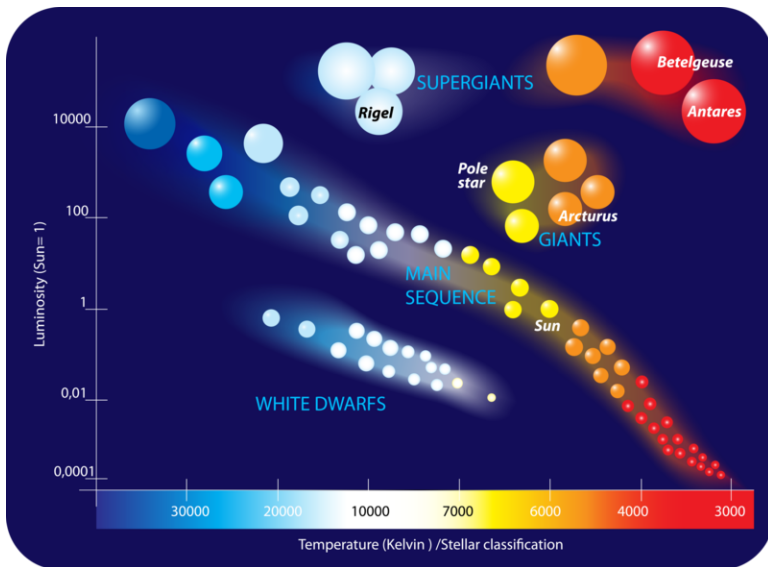 Betelgeuse
SUPERGIANTS
Rigel
Antares
10000
Pole
star
100
Arcturus
GIANTS
MAIN
SEQUENCE
Luminosity (Sun= 1)
1
Sun
0,01
WHITE DWARFS
0,0001
30000 20000 10000 7000 6000 4000 3000
Temperature (Kelvin ) /Stellar classification